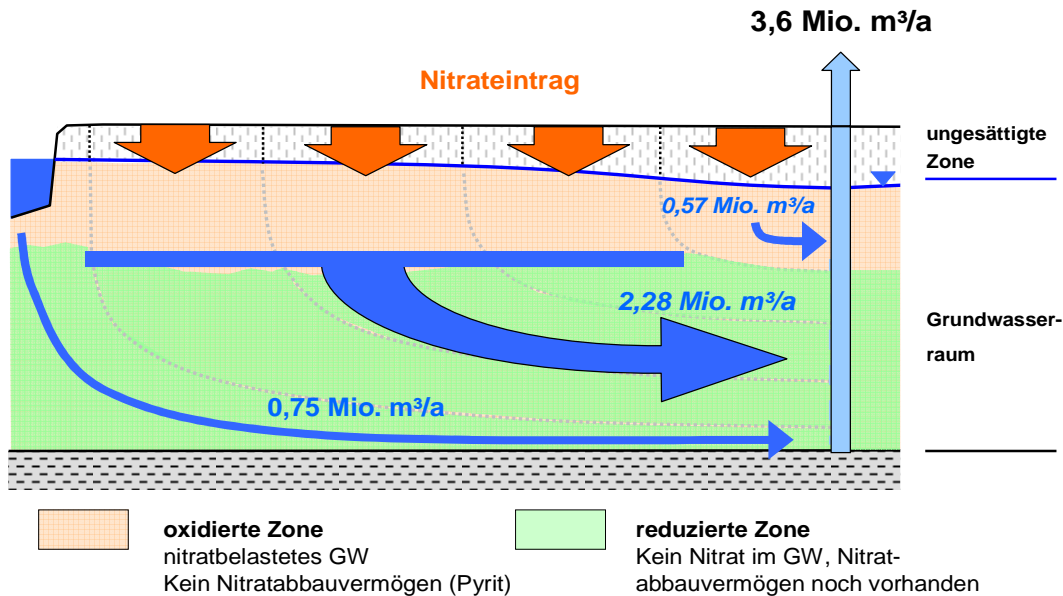 3,6 Mio. m³/a
Nitrateintrag
ungesättigte
Zone
0,57 Mio. m³/a
2,28 Mio. m³/a
Grundwasser-
raum
0,75 Mio. m³/a
oxidierte Zone
nitratbelastetes GW
Kein Nitratabbauvermögen (Pyrit)
reduzierte Zone
Kein Nitrat im GW, Nitrat-
abbauvermögen noch vorhanden